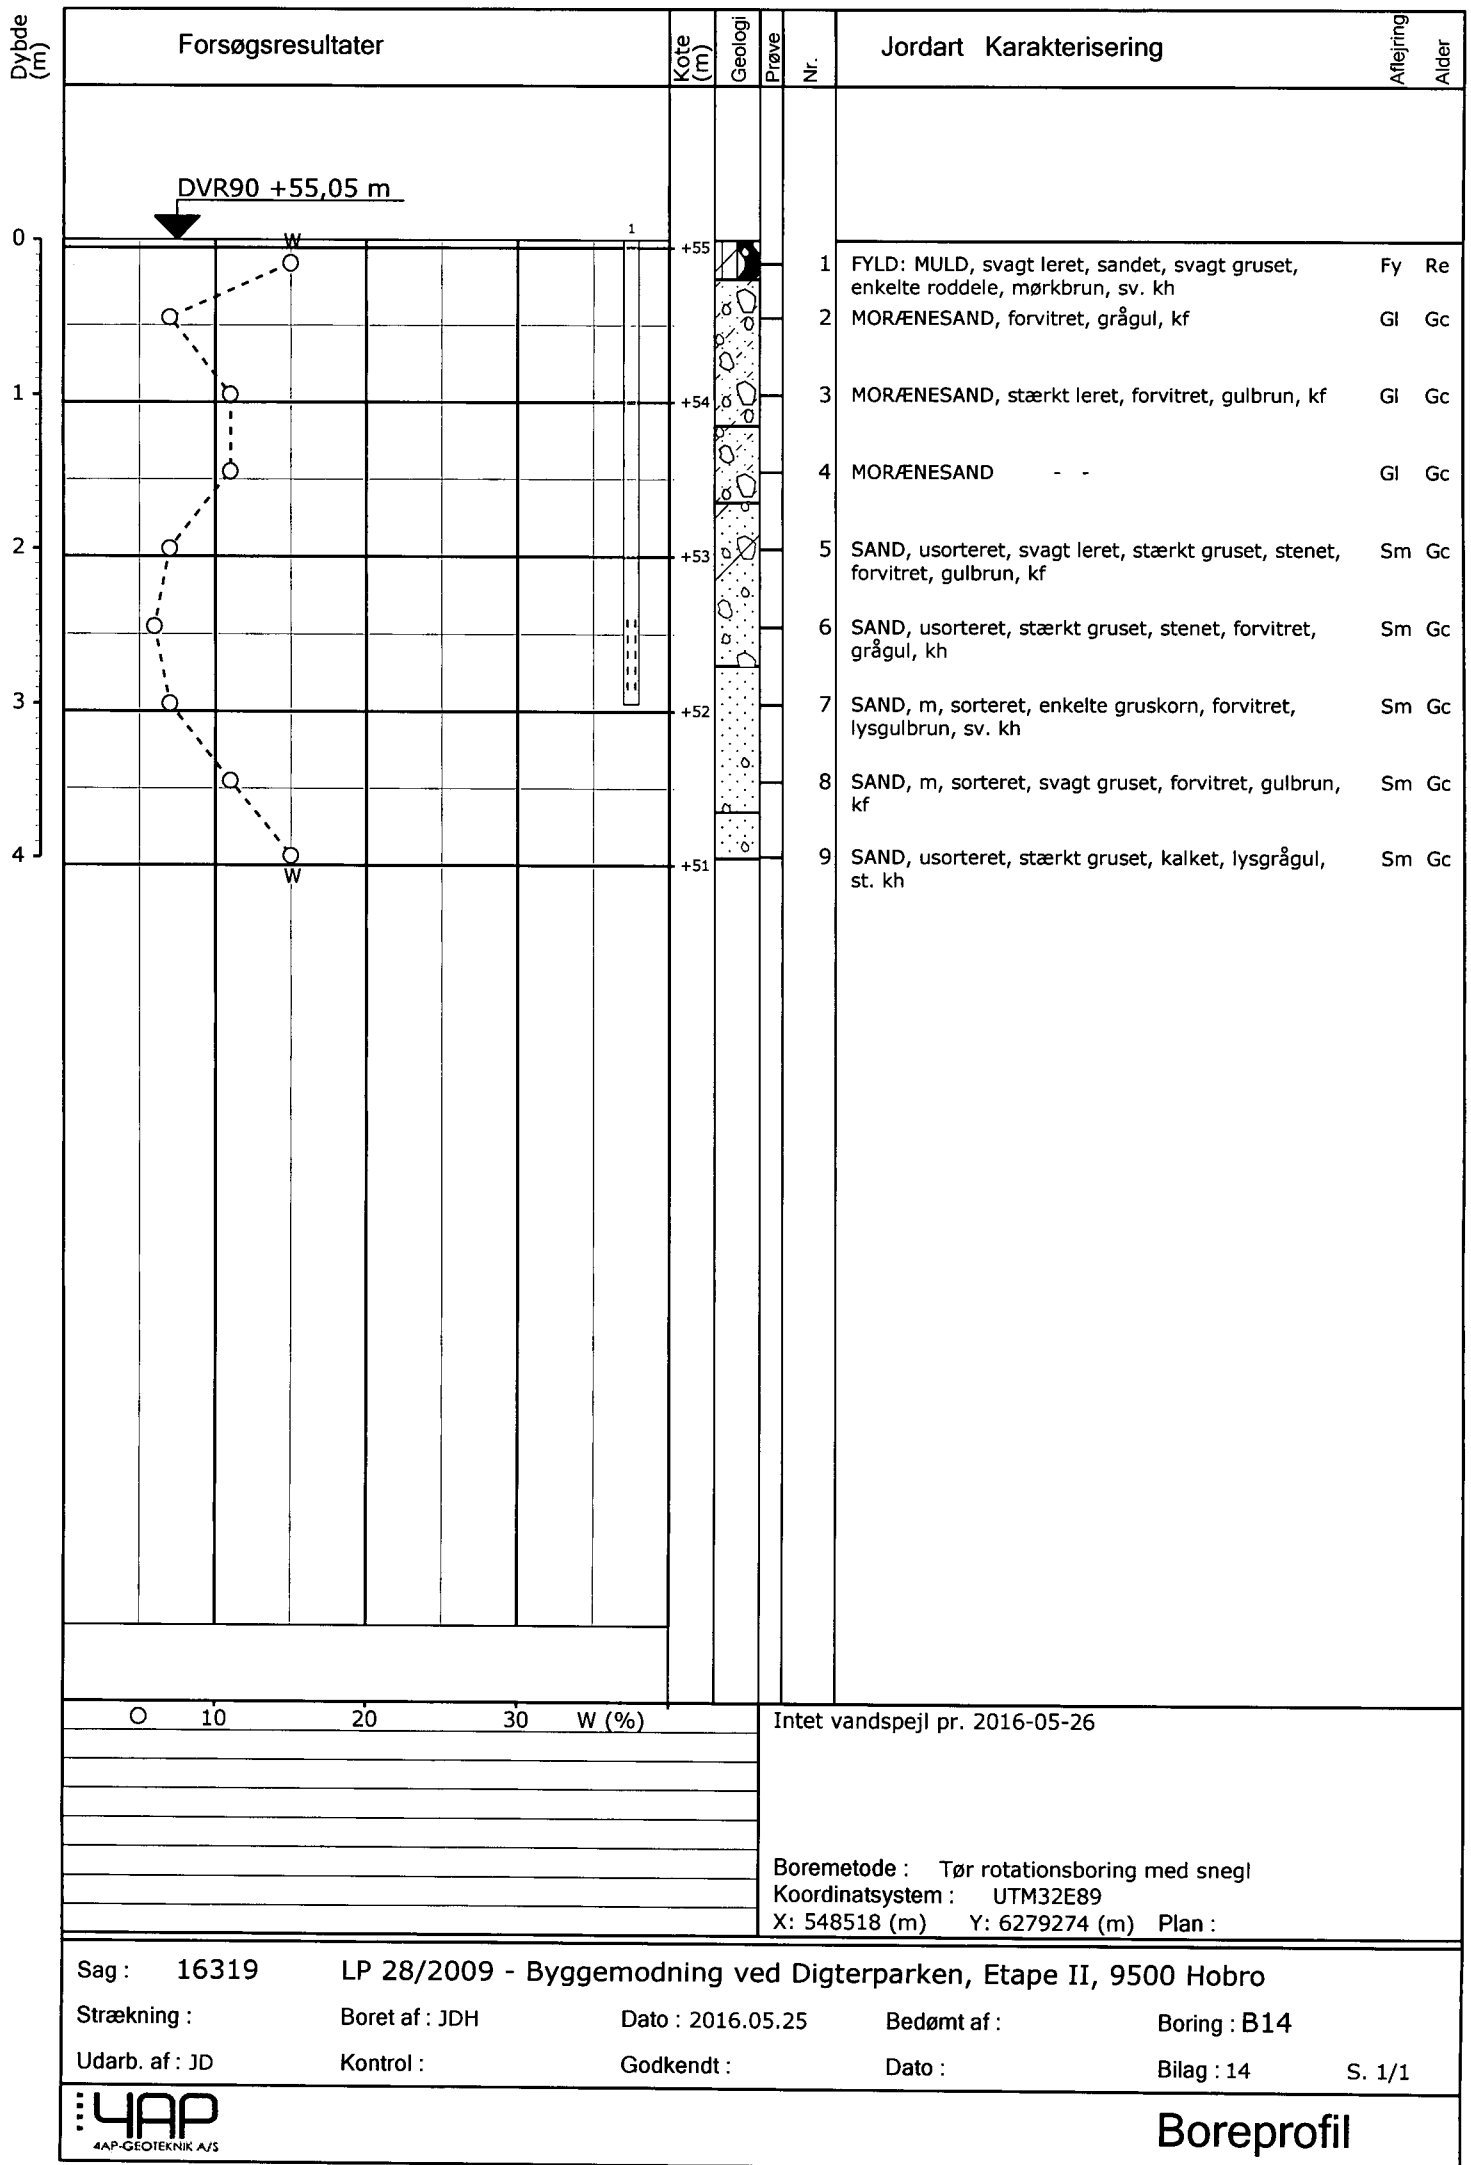 Dybde (m)
Forsøgsresultater
Kote (m)
Geologi
Prøve
Nr.
Jordart Karakterisering
Aflejring
Alder
DVR90 +55,05 m
0
W
1
+55
1 FYLD: MULD, svagt leret, sandet, svagt gruset, Fy Re
enkelte roddele, mørkbrun, sv. kh
2 MORÆNESAND, forvitret, grågul, kf Gl Gc
1
+54
3 MORÆNESAND, stærkt leret, forvitret, gulbrun, kf Gl Gc
4 MORÆNESAND - - Gl Gc
2
+53
5 SAND, usorteret, svagt leret, stærkt gruset, stenet, Sm Gc
forvitret, gulbrun, kf
6 SAND, usorteret, stærkt gruset, stenet, forvitret, Sm Gc
grågul, kh
3
+52
7 SAND, m, sorteret, enkelte gruskorn, forvitret, Sm Gc
lysgulbrun, sv. kh
8 SAND, m, sorteret, svagt gruset, forvitret, gulbrun, Sm Gc
kf
4
+51
W
9 SAND, usorteret, stærkt gruset, kalket, lysgrågul, Sm Gc
st. kh
10 20 30 W (%)
Intet vandspejl pr. 2016-05-26
Boremetode : Tør rotationsboring med snegl
Koordinatsystem : UTM32E89
X: 548518 (m) Y: 6279274 (m) Plan :
Sag : 16319 LP 28/2009 - Byggemodning ved Digterparken, Etape II, 9500 Hobro
Strækning : Boret af : JDH Dato : 2016.05.25 Bedømt af : Boring : B14
Udarb. af : JD Kontrol : Godkendt : Dato : Bilag : 14 S. 1/1
4AP
4AP-GEOTEKNIK A/S
Boreprofil